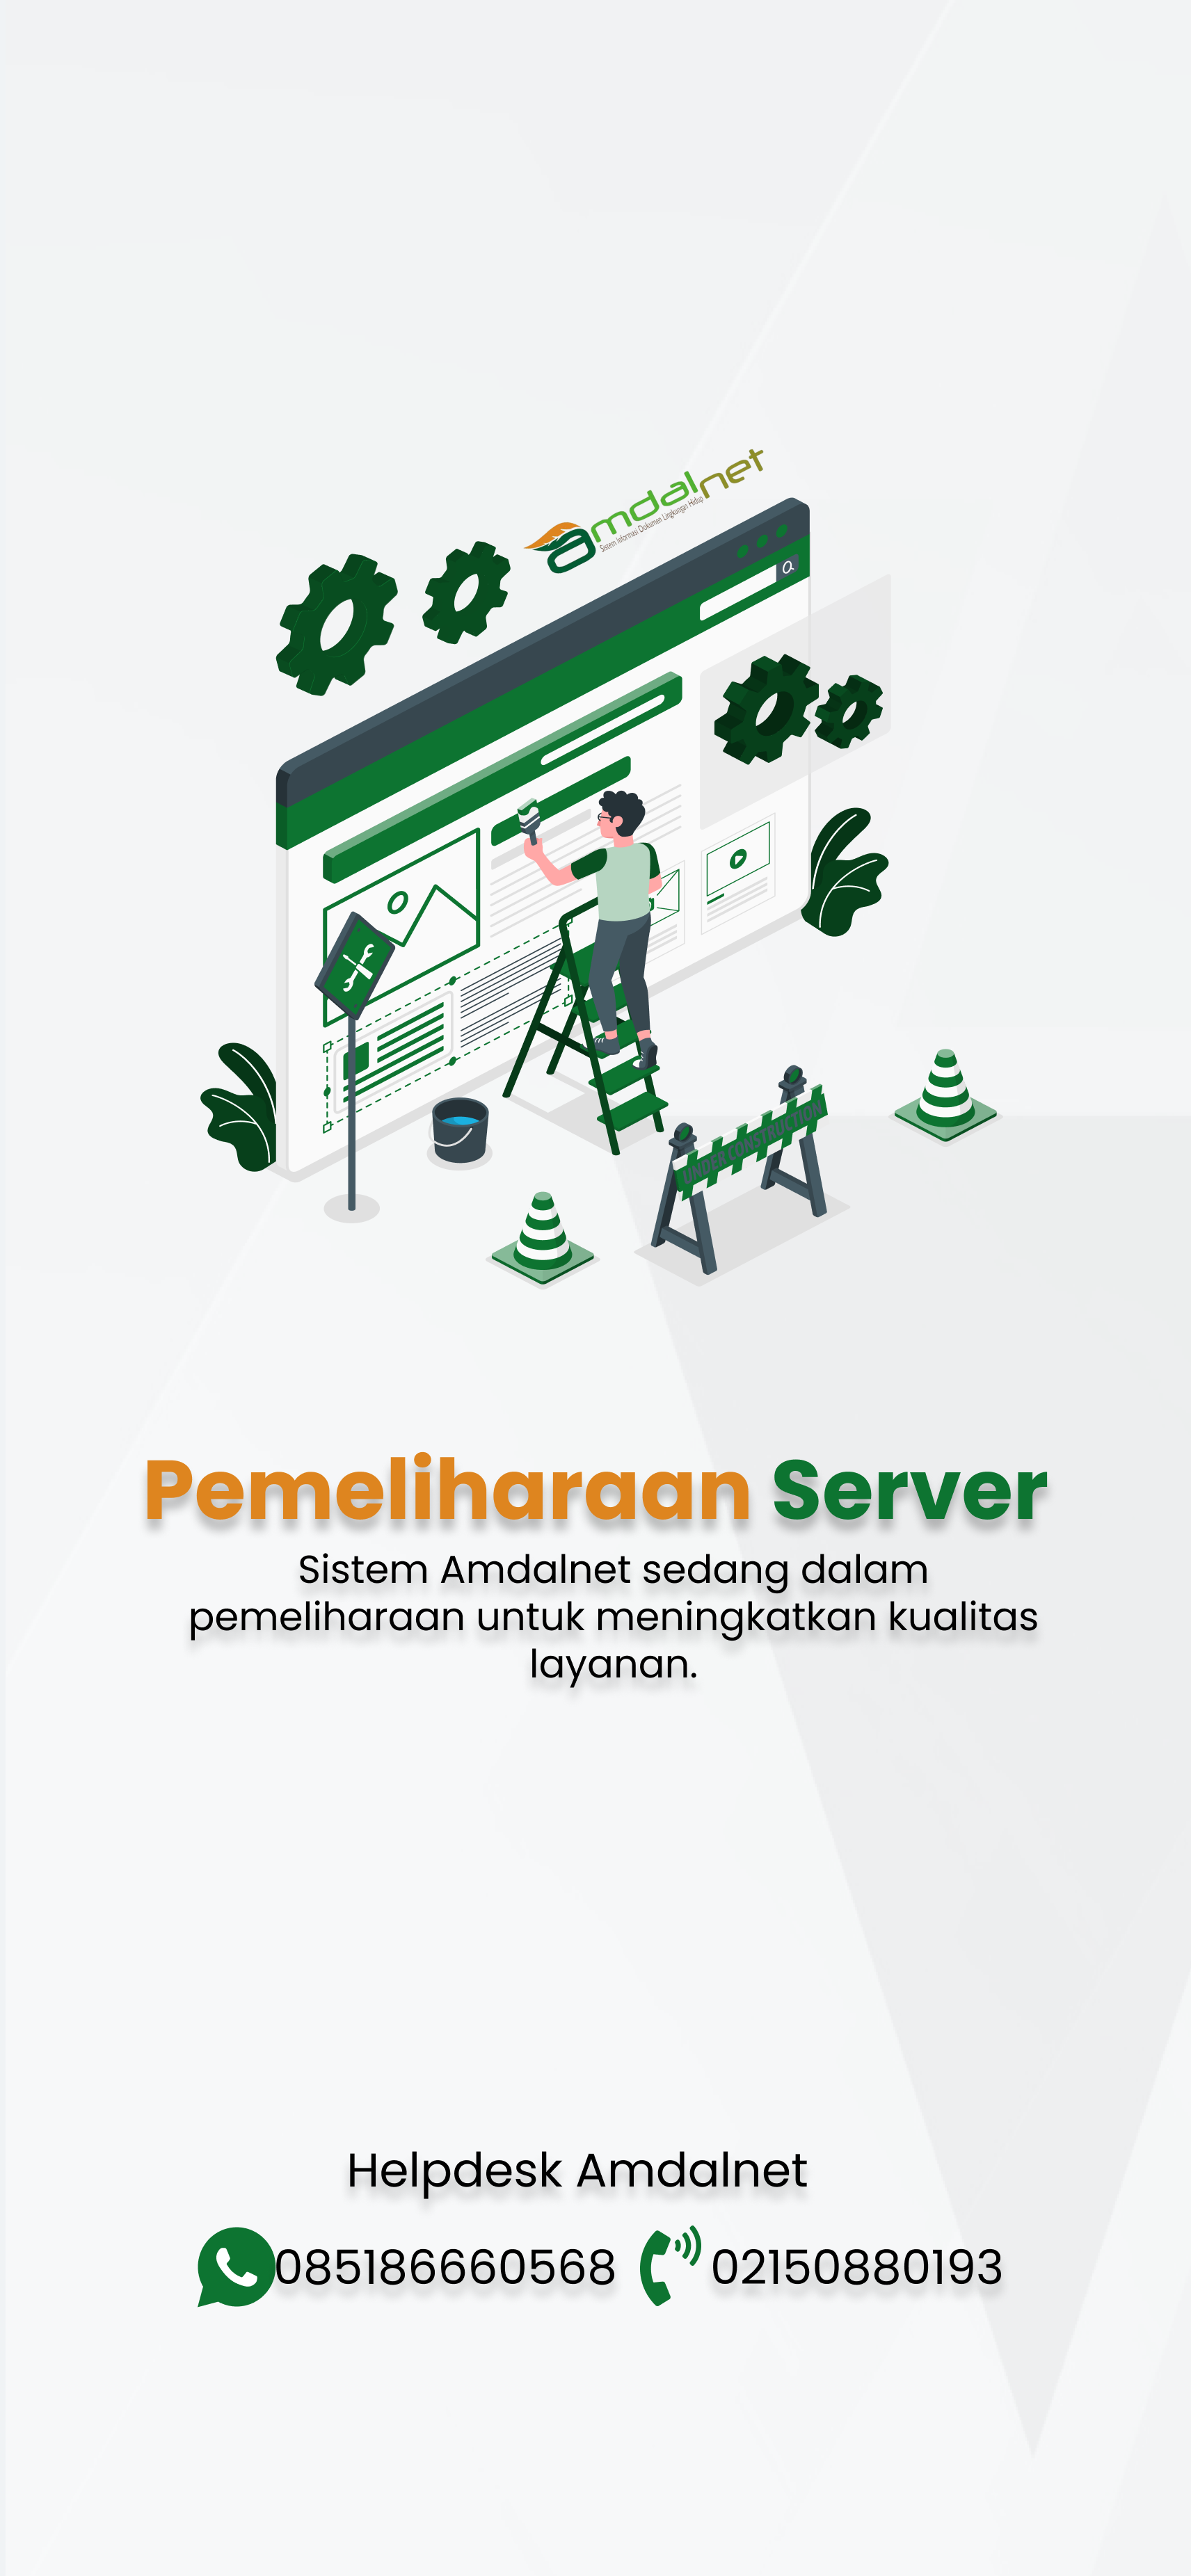 amdalnet
Sistem Informasi Dokumen Lingkungan Hidup
UNDER CONSTRUCTION
Pemeliharaan Server
Sistem Amdalnet sedang dalam
pemeliharaan untuk meningkatkan kualitas
layanan.
Helpdesk Amdalnet
085186660568 02150880193